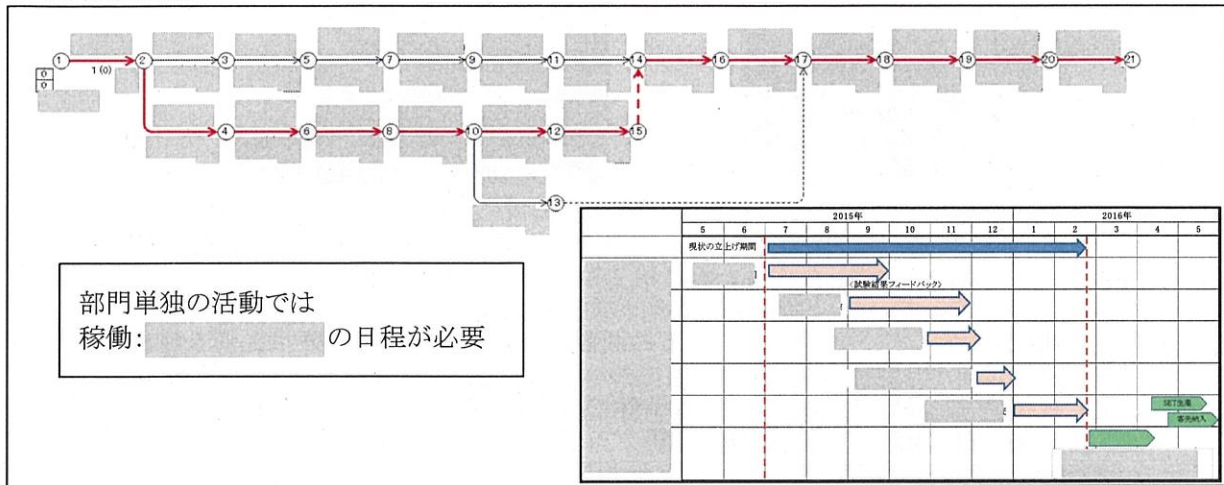 1 2 3 5 7 9 11 14 16 17 18 19 20 21
1 (0)
0
0
4 6 8 10 12 15
13
2015年 2016年
5 6 7 8 9 10 11 12 1 2 3 4 5
現状の立上げ期間
<試験結果フィードバック>
SET生産
客先納入
部門単独の活動では
稼働: の日程が必要